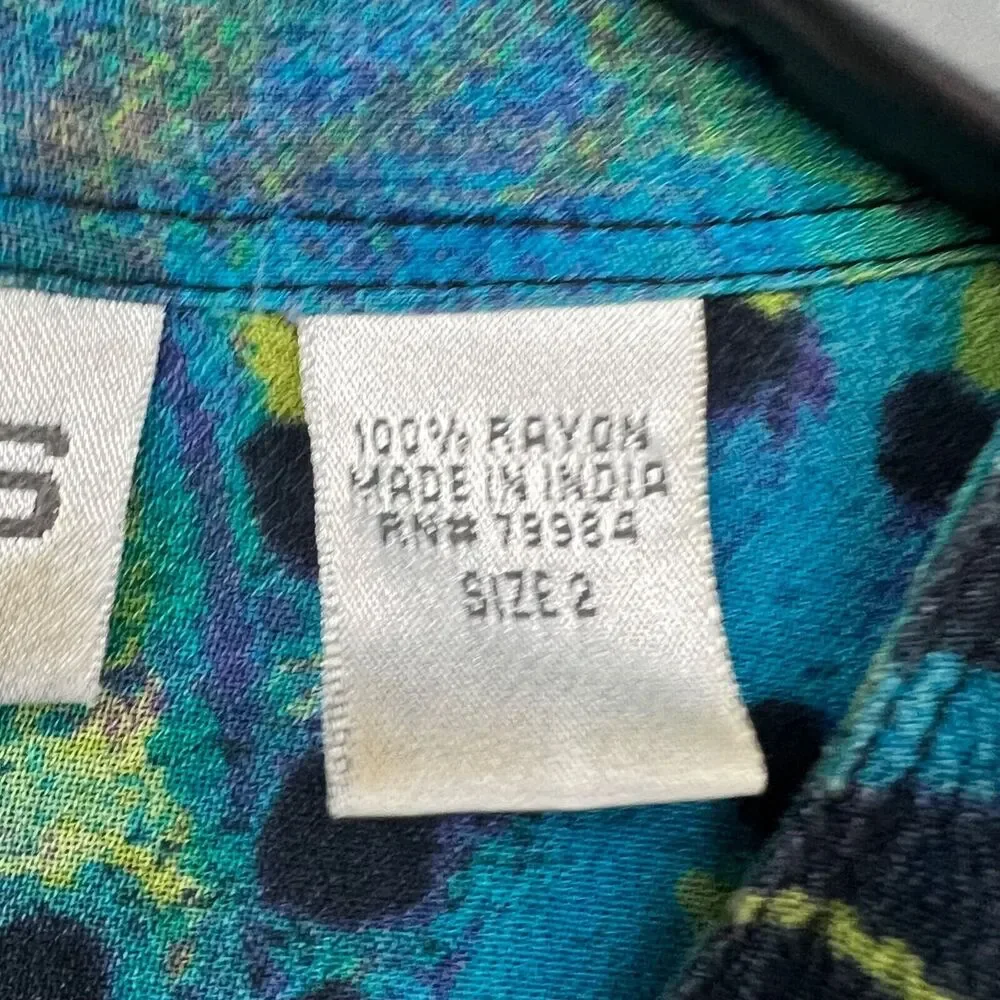 S
100% RAYON
MADE IN INDIA
RN# 79984
SIZE 2